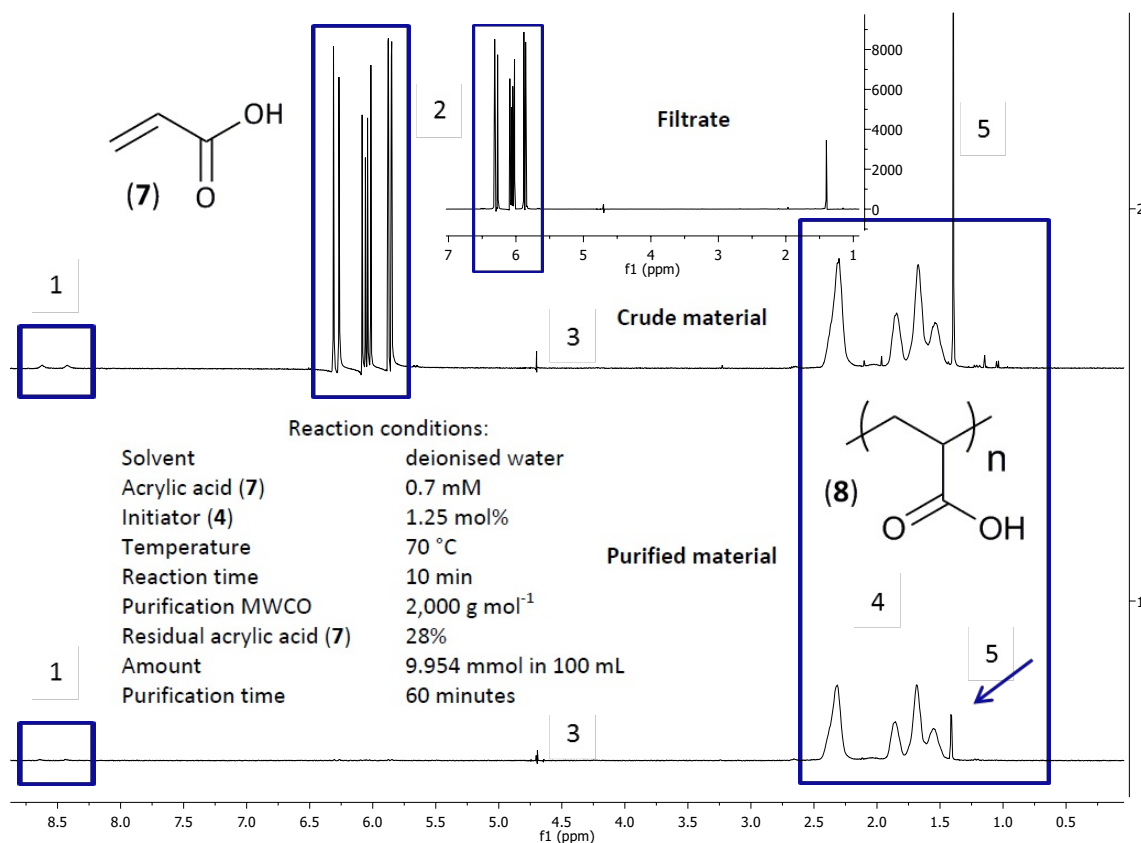 OH
O
(7)
2
Filtrate
8000
6000
4000
2000
0
7 6 5 4 3 2 1
f1 (ppm)
5
2
1
3
Crude material
Reaction conditions:
Solvent deionised water
Acrylic acid (7) 0.7 mM
Initiator (4) 1.25 mol%
Temperature 70 °C
Reaction time 10 min
Purification MWCO 2,000 g mol⁻¹
Residual acrylic acid (7) 28%
Amount 9.954 mmol in 100 mL
Purification time 60 minutes
n
(8)
O
OH
Purified material
4
1
1
3
5
8.5 8.0 7.5 7.0 6.5 6.0 5.5 5.0 4.5 4.0 3.5 3.0 2.5 2.0 1.5 1.0 0.5
f1 (ppm)